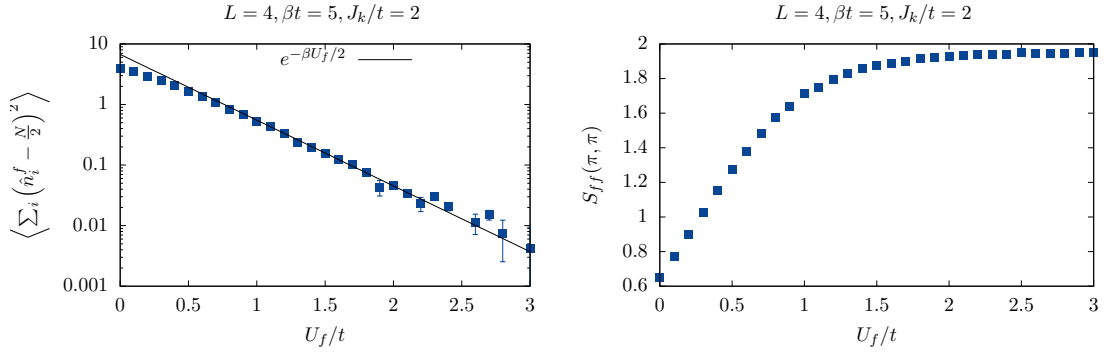 L = 4, βt = 5, J_k/t = 2
10
1
0.1
0.01
0.001
⟨∑_i (n̂_i^f − N/2)^2⟩
e^{−βU_f/2}
0 0.5 1 1.5 2 2.5 3
U_f/t
L = 4, βt = 5, J_k/t = 2
2
1.8
1.6
1.4
1.2
1
0.8
0.6
S_{ff}(π, π)
0 0.5 1 1.5 2 2.5 3
U_f/t